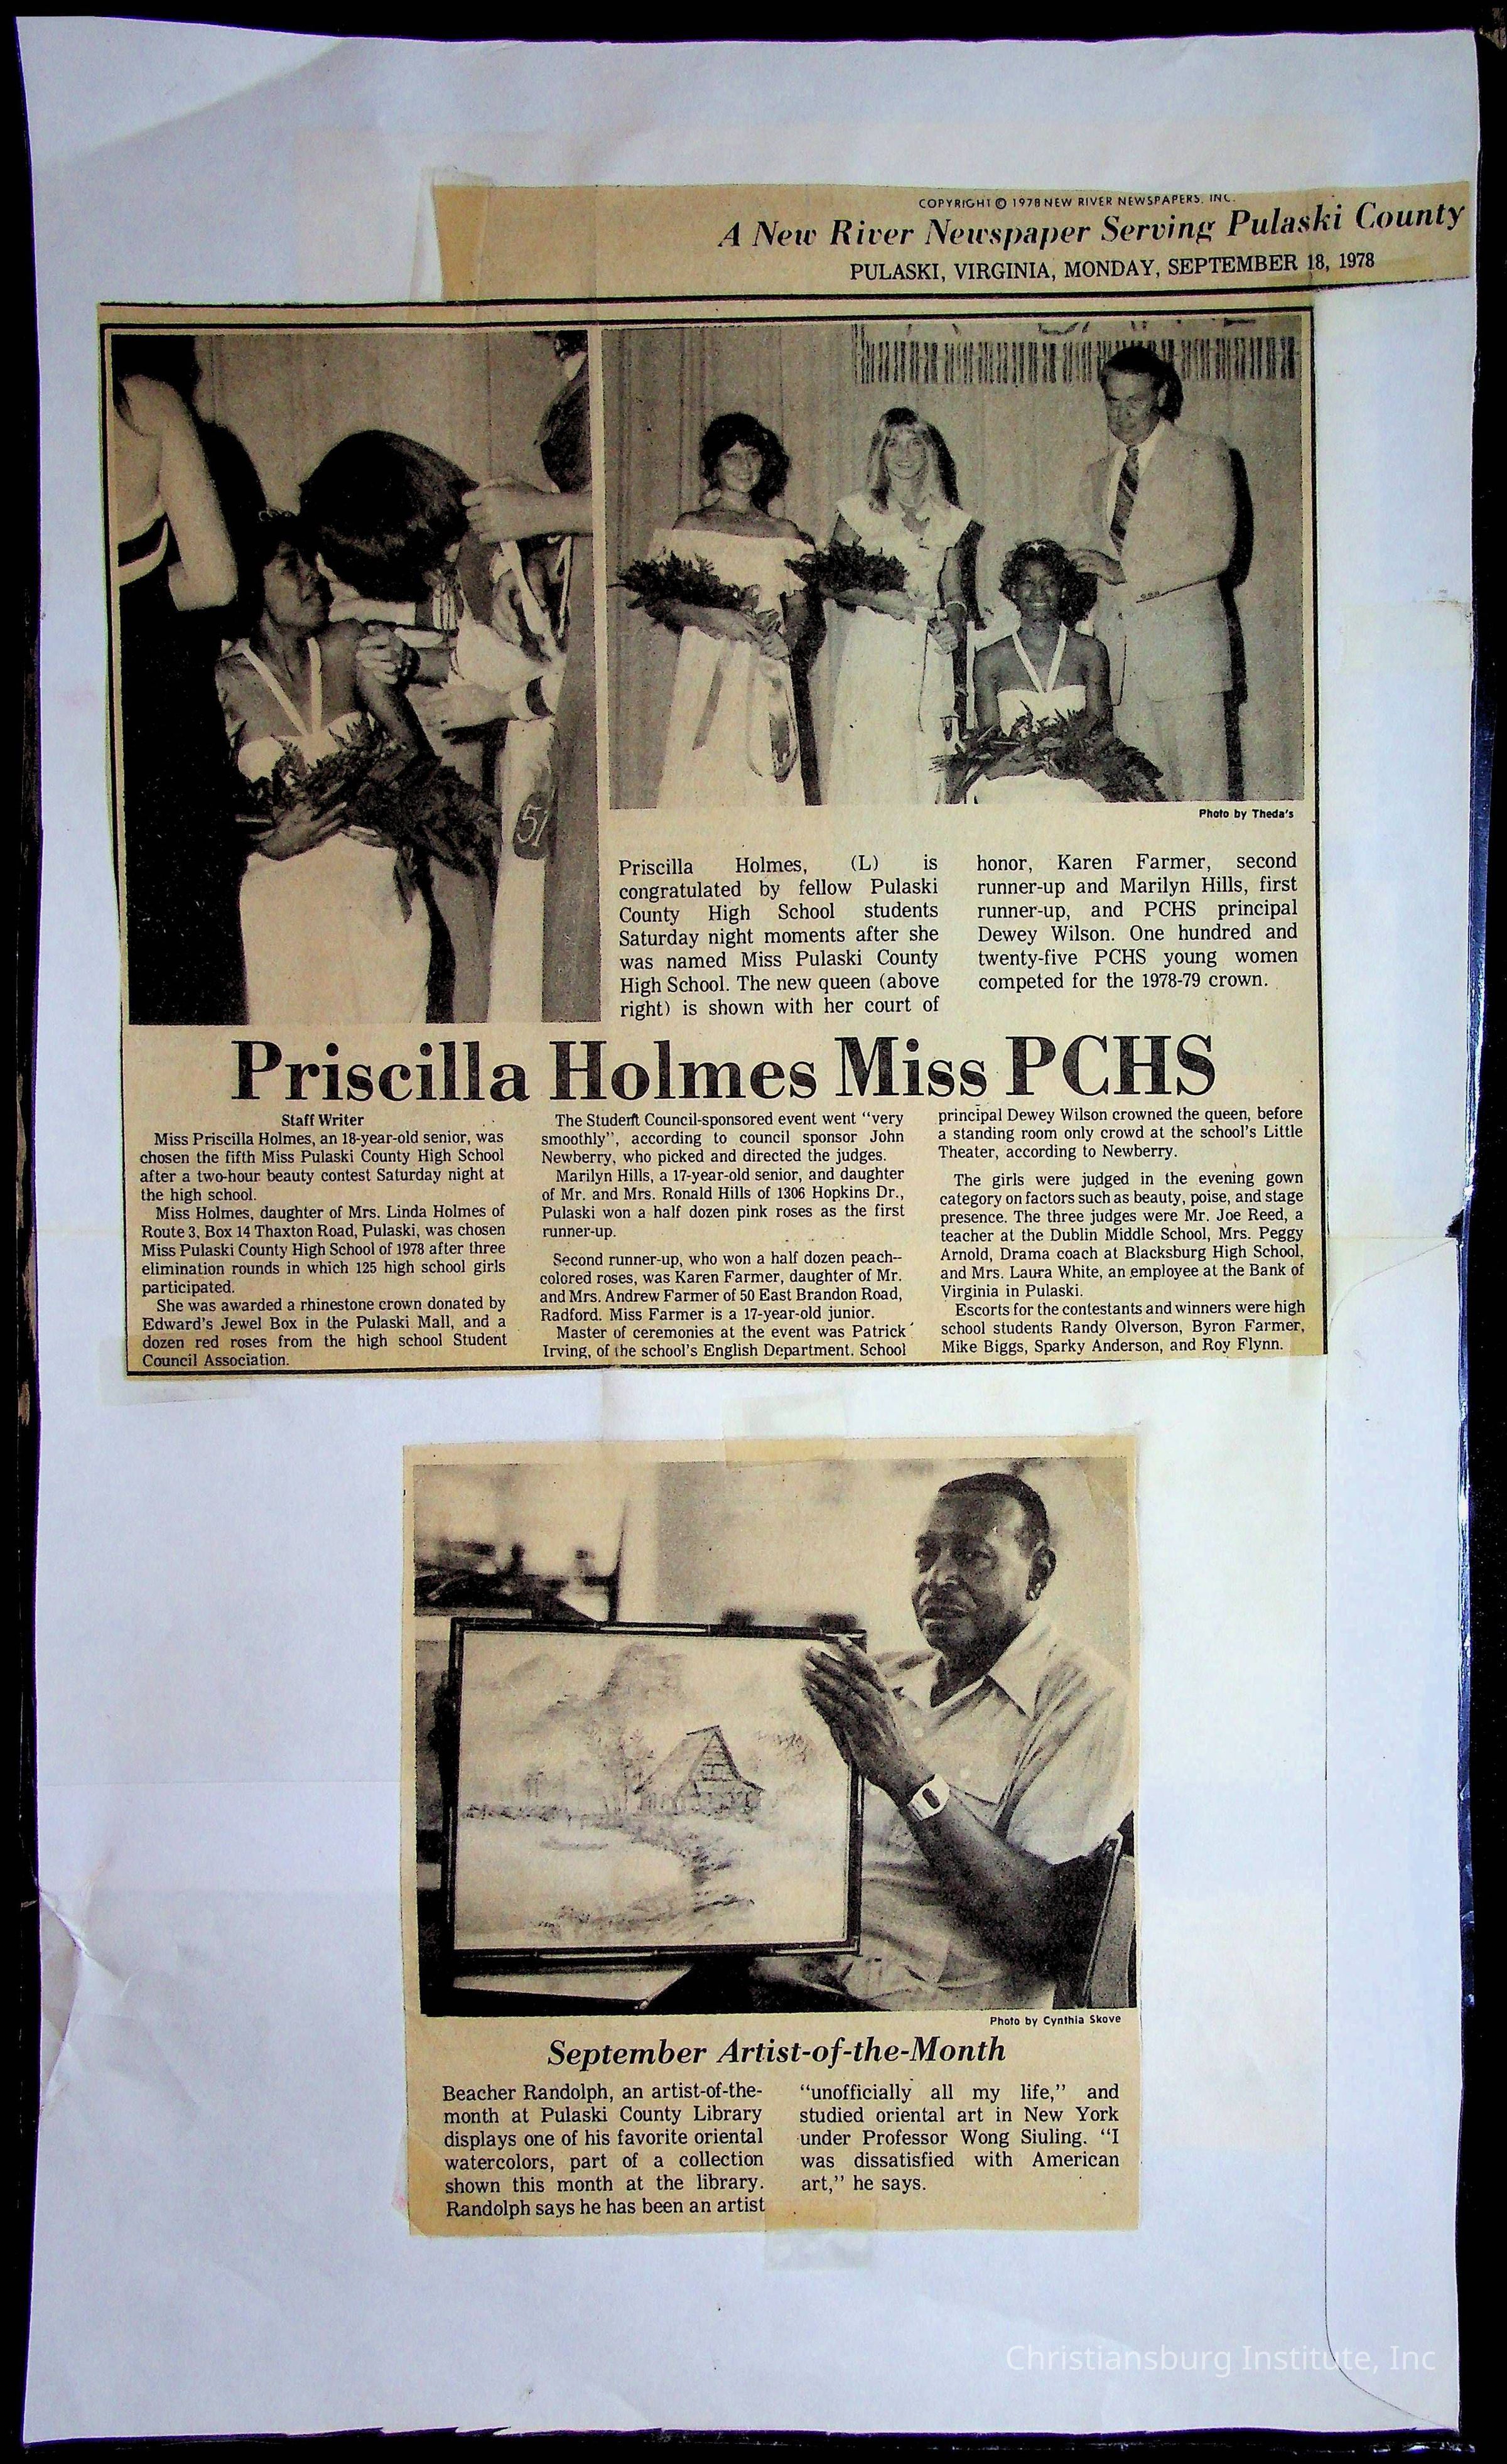 COPYRIGHT © 1978 NEW RIVER NEWSPAPERS, INC.
A New River Newspaper Serving Pulaski County
PULASKI, VIRGINIA, MONDAY, SEPTEMBER 18, 1978
51
Photo by Theda's
Priscilla Holmes, (L) is
congratulated by fellow Pulaski
County High School students
Saturday night moments after she
was named Miss Pulaski County
High School. The new queen (above
right) is shown with her court of
honor, Karen Farmer, second
runner-up and Marilyn Hills, first
runner-up, and PCHS principal
Dewey Wilson. One hundred and
twenty-five PCHS young women
competed for the 1978-79 crown.
Priscilla Holmes Miss PCHS
Staff Writer
Miss Priscilla Holmes, an 18-year-old senior, was
chosen the fifth Miss Pulaski County High School
after a two-hour beauty contest Saturday night at
the high school.
Miss Holmes, daughter of Mrs. Linda Holmes of
Route 3, Box 14 Thaxton Road, Pulaski, was chosen
Miss Pulaski County High School of 1978 after three
elimination rounds in which 125 high school girls
participated.
She was awarded a rhinestone crown donated by
Edward's Jewel Box in the Pulaski Mall, and a
dozen red roses from the high school Student
Council Association.
The Student Council-sponsored event went "very
smoothly", according to council sponsor John
Newberry, who picked and directed the judges.
Marilyn Hills, a 17-year-old senior, and daughter
of Mr. and Mrs. Ronald Hills of 1306 Hopkins Dr.,
Pulaski won a half dozen pink roses as the first
runner-up.
Second runner-up, who won a half dozen peach--
colored roses, was Karen Farmer, daughter of Mr.
and Mrs. Andrew Farmer of 50 East Brandon Road,
Radford. Miss Farmer is a 17-year-old junior.
Master of ceremonies at the event was Patrick
Irving, of the school's English Department. School
principal Dewey Wilson crowned the queen, before
a standing room only crowd at the school's Little
Theater, according to Newberry.
The girls were judged in the evening gown
category on factors such as beauty, poise, and stage
presence. The three judges were Mr. Joe Reed, a
teacher at the Dublin Middle School, Mrs. Peggy
Arnold, Drama coach at Blacksburg High School,
and Mrs. Laura White, an employee at the Bank of
Virginia in Pulaski.
Escorts for the contestants and winners were high
school students Randy Olverson, Byron Farmer,
Mike Biggs, Sparky Anderson, and Roy Flynn.
Photo by Cynthia Skove
September Artist-of-the-Month
Beacher Randolph, an artist-of-the-
month at Pulaski County Library
displays one of his favorite oriental
watercolors, part of a collection
shown this month at the library.
Randolph says he has been an artist
"unofficially all my life," and
studied oriental art in New York
under Professor Wong Siuling. "I
was dissatisfied with American
art," he says.
Christiansburg Institute, Inc